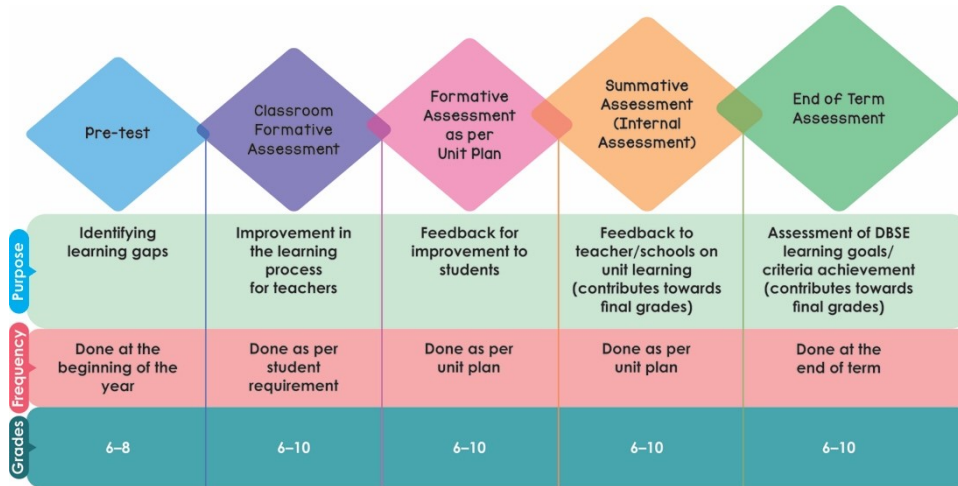 Pre-test
Classroom
Formative
Assessment
Formative
Assessment
as per
Unit Plan
Summative
Assessment
(Internal
Assessment)
End of Term
Assessment
Purpose
Identifying
learning gaps
Improvement in
the learning
process
for teachers
Feedback for
improvement to
students
Feedback to
teacher/schools on
unit learning
(contributes towards
final grades)
Assessment of DBSE
learning goals/
criteria achievement
(contributes towards
final grades)
Frequency
Done at the
beginning of the
year
Done as per
student
requirement
Done as per
unit plan
Done as per
unit plan
Done at the
end of term
Grades
6–8
6–10
6–10
6–10
6–10